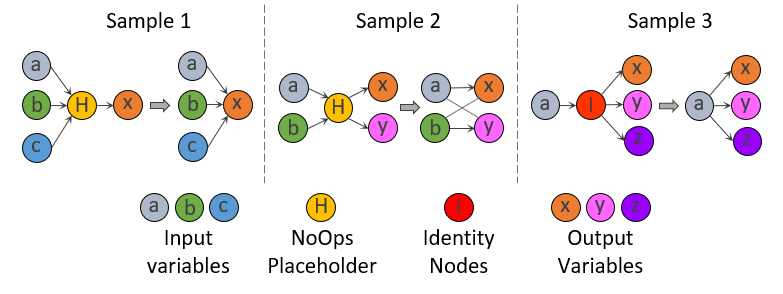 Sample 1
Sample 2
Sample 3
a
b
c
H
x
a
b
c
x
a
b
H
x
y
a
b
x
y
a
I
x
y
z
a
x
y
z
a b c
H
I
x y z
Input
variables
NoOps
Placeholder
Identity
Nodes
Output
Variables